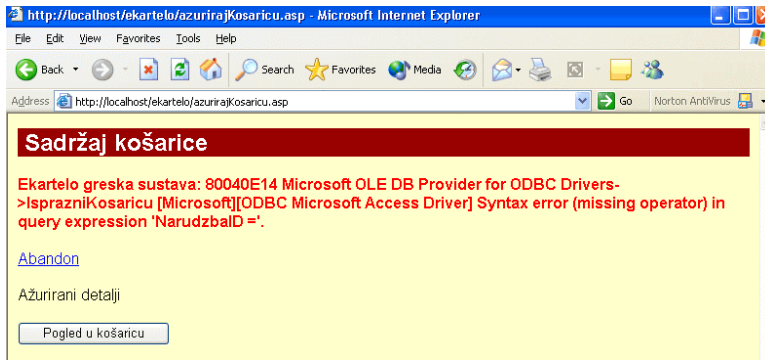 http://localhost/ekartelo/azurirajKosaricu.asp - Microsoft Internet Explorer
File Edit View Favorites Tools Help
Back Search Favorites Media
Address http://localhost/ekartelo/azurirajKosaricu.asp Go Norton AntiVirus
Sadržaj košarice
Ekartelo greska sustava: 80040E14 Microsoft OLE DB Provider for ODBC Drivers-
>IsprazniKosaricu [Microsoft][ODBC Microsoft Access Driver] Syntax error (missing operator) in
query expression 'NarudzbaID ='.
Abandon
Ažurirani detalji
Pogled u košaricu